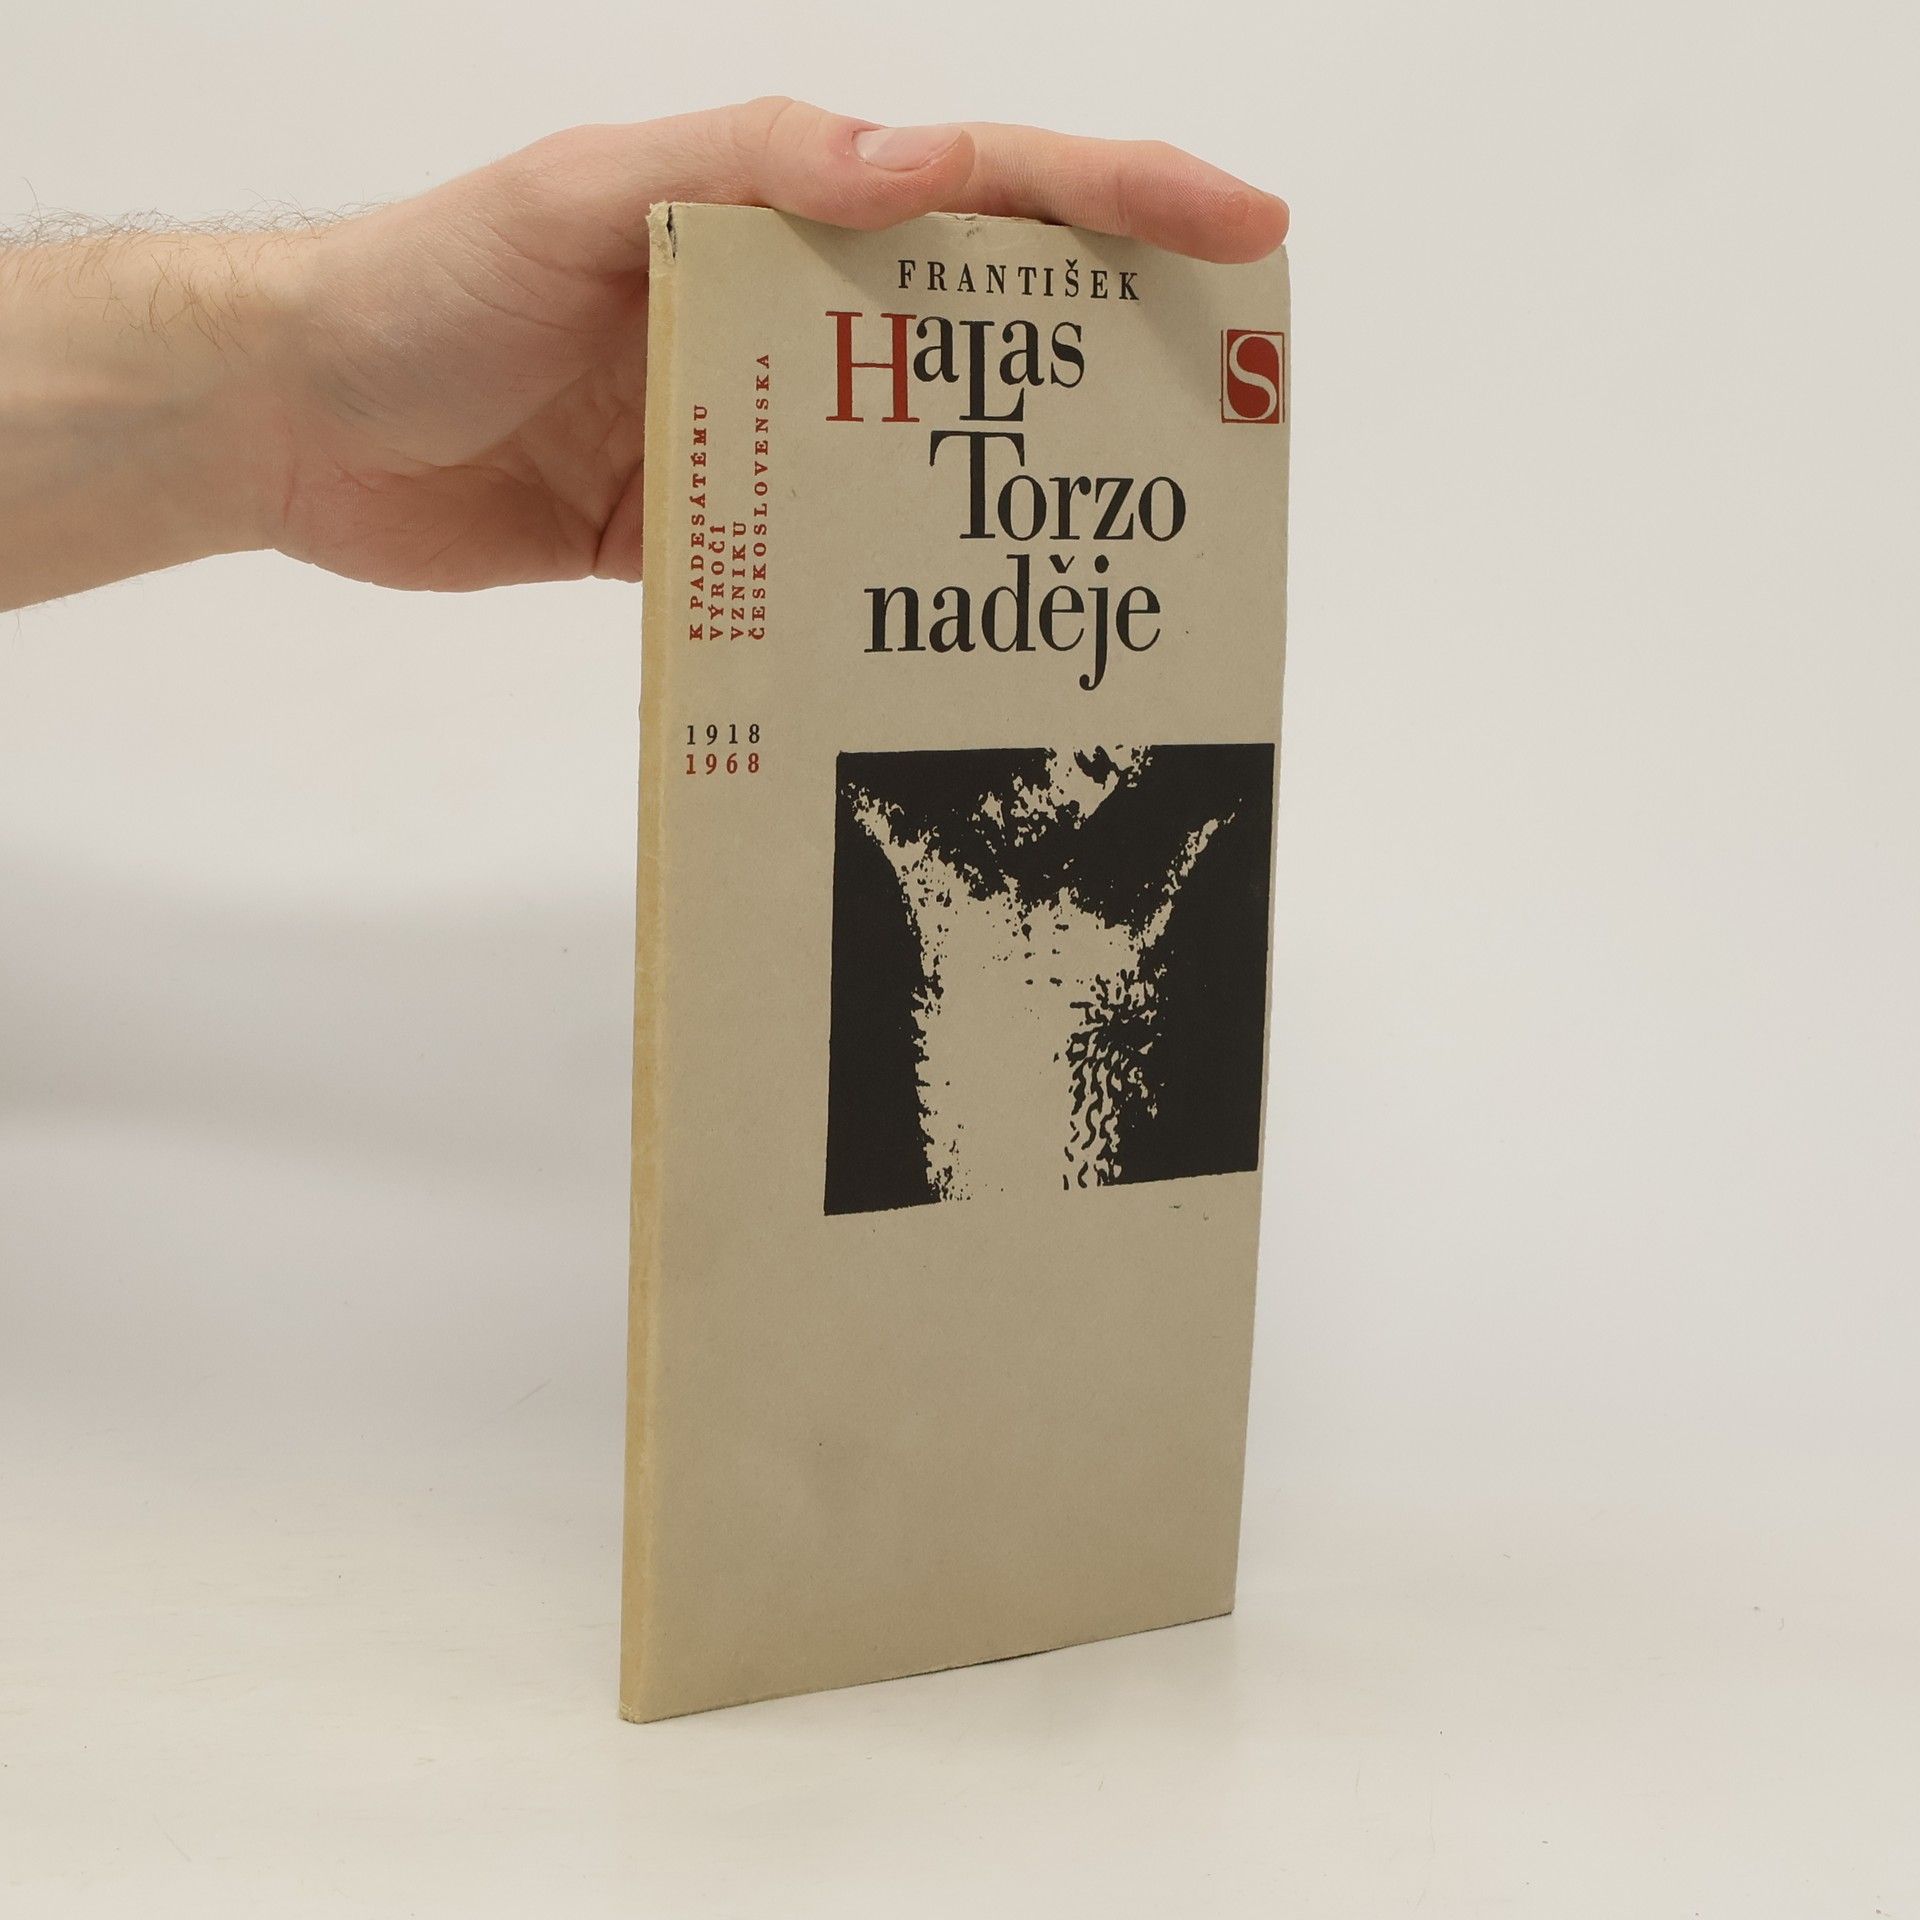 FRANTIŠEK
HaLas
Torzo
naděje
S
K PADESÁTÉMU
VÝROČÍ
VZNIKU
ČESKOSLOVENSKA
1918
1968